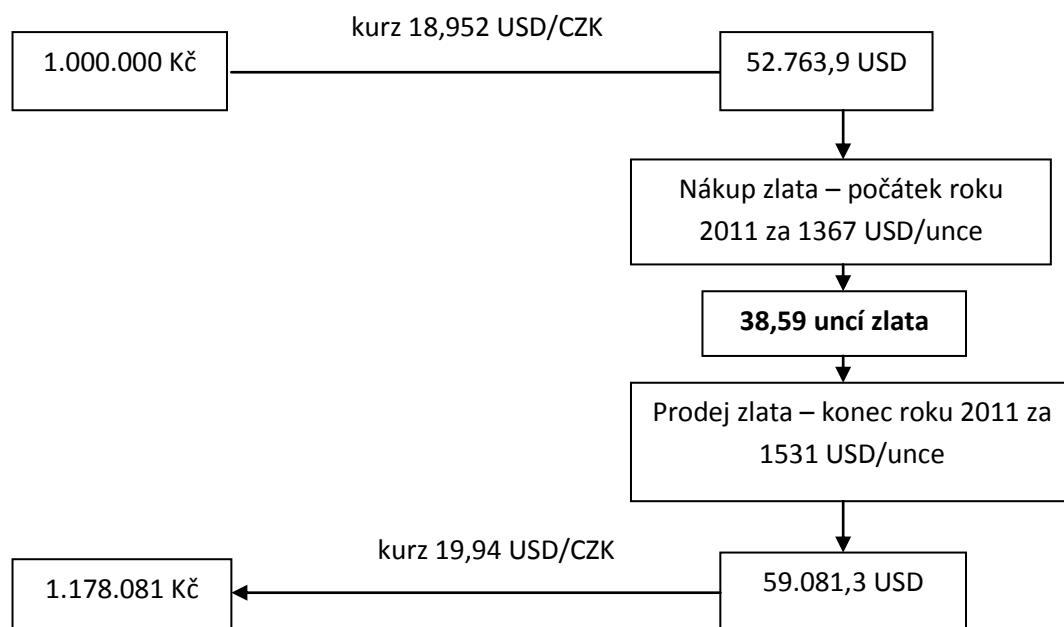 kurz 18,952 USD/CZK
1.000.000 Kč
52.763,9 USD
Nákup zlata – počátek roku
2011 za 1367 USD/unce
38,59 uncí zlata
Prodej zlata – konec roku 2011 za
1531 USD/unce
kurz 19,94 USD/CZK
1.178.081 Kč
59.081,3 USD